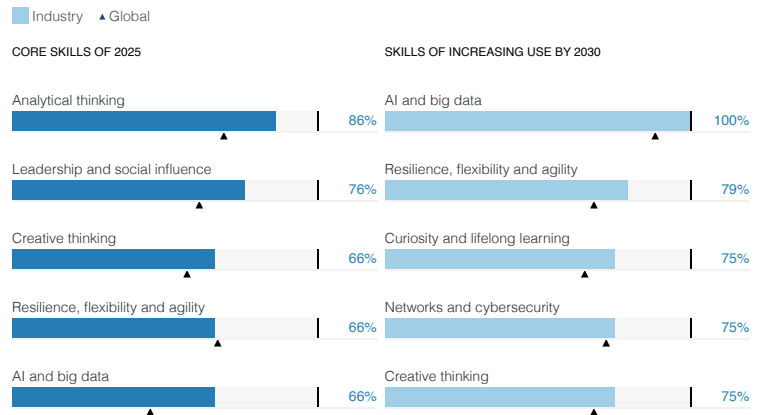 Industry ▲ Global
CORE SKILLS OF 2025
Analytical thinking
86%
Leadership and social influence
76%
Creative thinking
66%
Resilience, flexibility and agility
66%
AI and big data
66%
SKILLS OF INCREASING USE BY 2030
AI and big data
100%
Resilience, flexibility and agility
79%
Curiosity and lifelong learning
75%
Networks and cybersecurity
75%
Creative thinking
75%